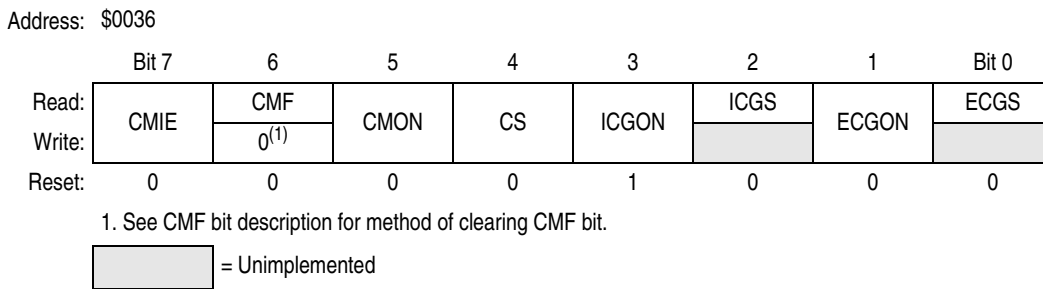 Address: $0036
Bit 7 6 5 4 3 2 1 Bit 0
Read: CMIE CMF CMON CS ICGON ICGS ECGON ECGS
Write: 0(1)
Reset: 0 0 0 0 1 0 0 0
1. See CMF bit description for method of clearing CMF bit.
= Unimplemented